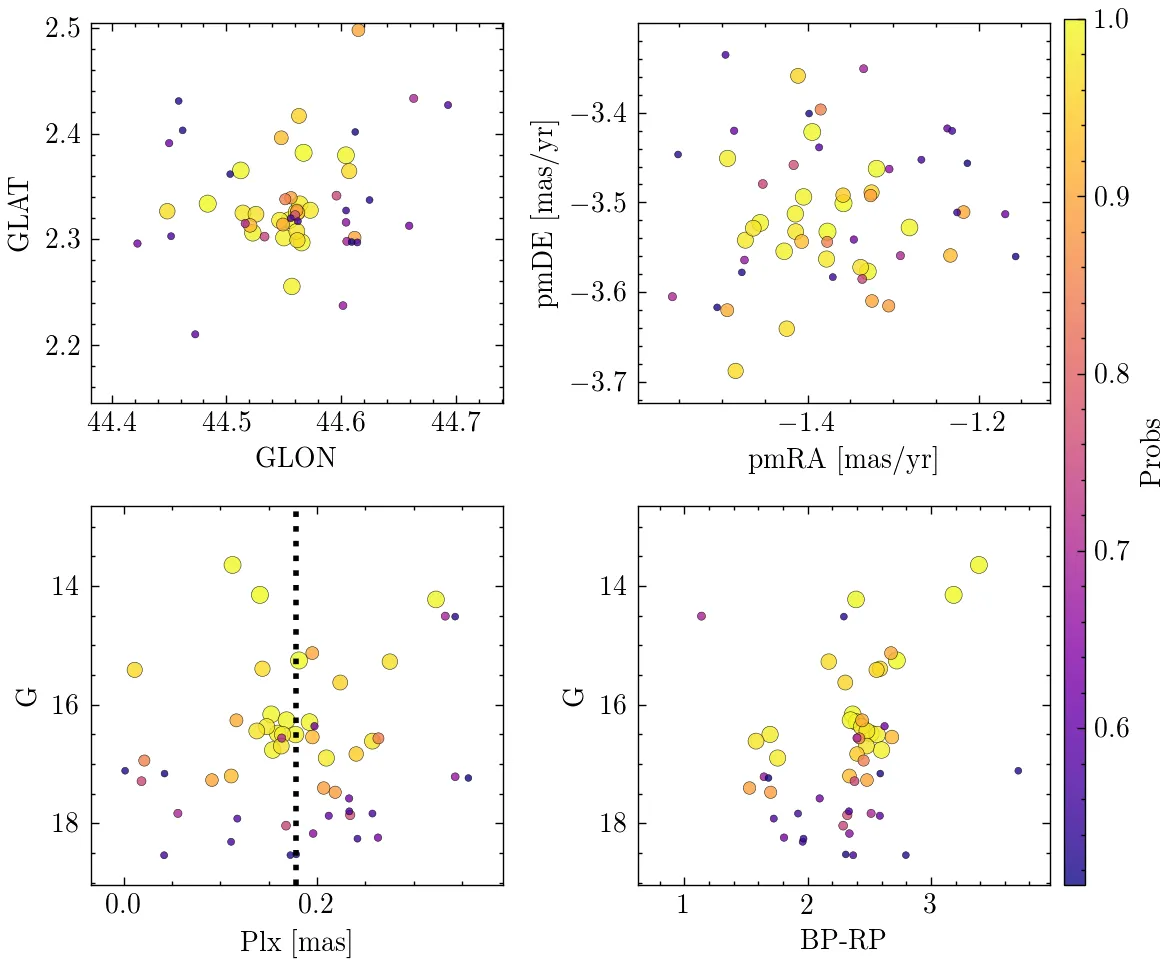 2.5
2.4
2.3
2.2
GLAT
44.4 44.5 44.6 44.7
GLON
−3.4
−3.5
−3.6
−3.7
pmDE [mas/yr]
−1.4 −1.2
pmRA [mas/yr]
14
16
18
G
0.0 0.2
Plx [mas]
14
16
18
G
1 2 3
BP-RP
1.0
0.9
0.8
0.7
0.6
Probs